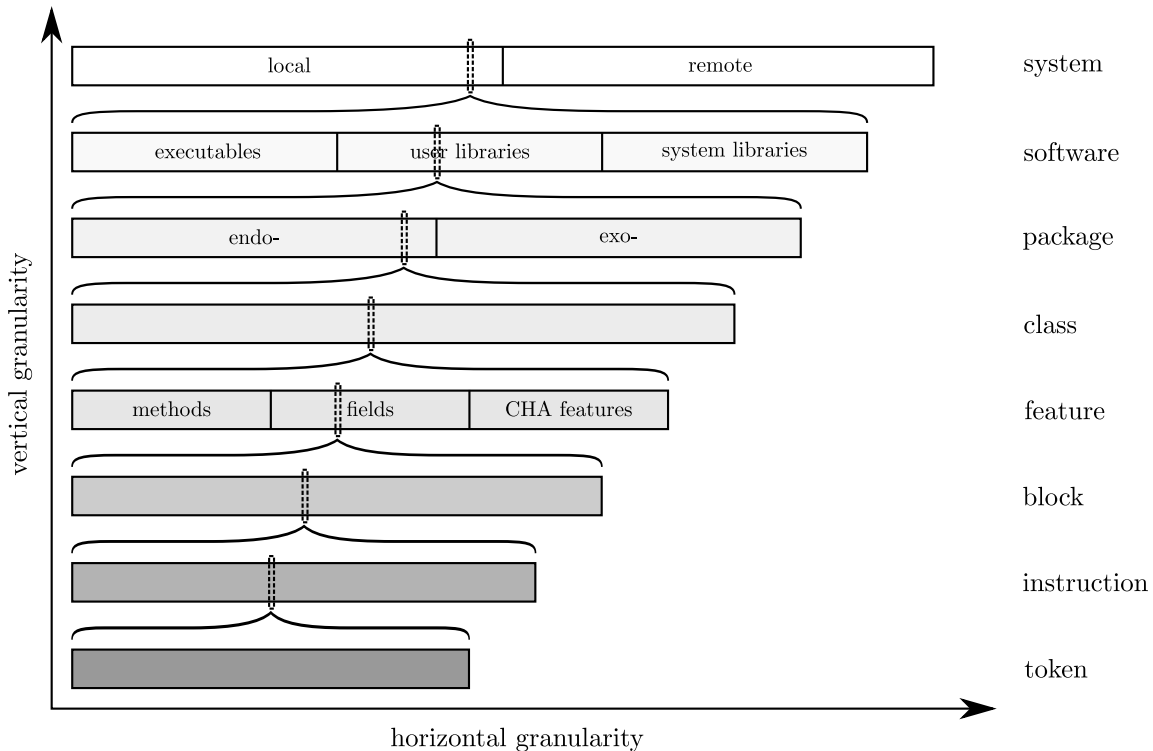 local remote system
executables user libraries system libraries software
endo- exo- package
class
methods fields CHA features feature
block
instruction
token
vertical granularity
horizontal granularity